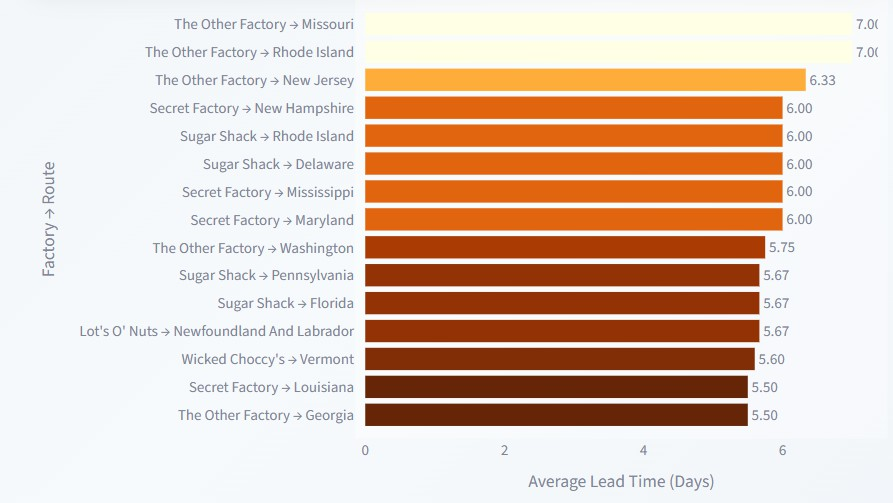 The Other Factory → Missouri 7.00
The Other Factory → Rhode Island 7.00
The Other Factory → New Jersey 6.33
Secret Factory → New Hampshire 6.00
Sugar Shack → Rhode Island 6.00
Sugar Shack → Delaware 6.00
Secret Factory → Mississippi 6.00
Secret Factory → Maryland 6.00
The Other Factory → Washington 5.75
Sugar Shack → Pennsylvania 5.67
Sugar Shack → Florida 5.67
Lot's O' Nuts → Newfoundland And Labrador 5.67
Wicked Choccy's → Vermont 5.60
Secret Factory → Louisiana 5.50
The Other Factory → Georgia 5.50
Factory → Route
0 2 4 6
Average Lead Time (Days)